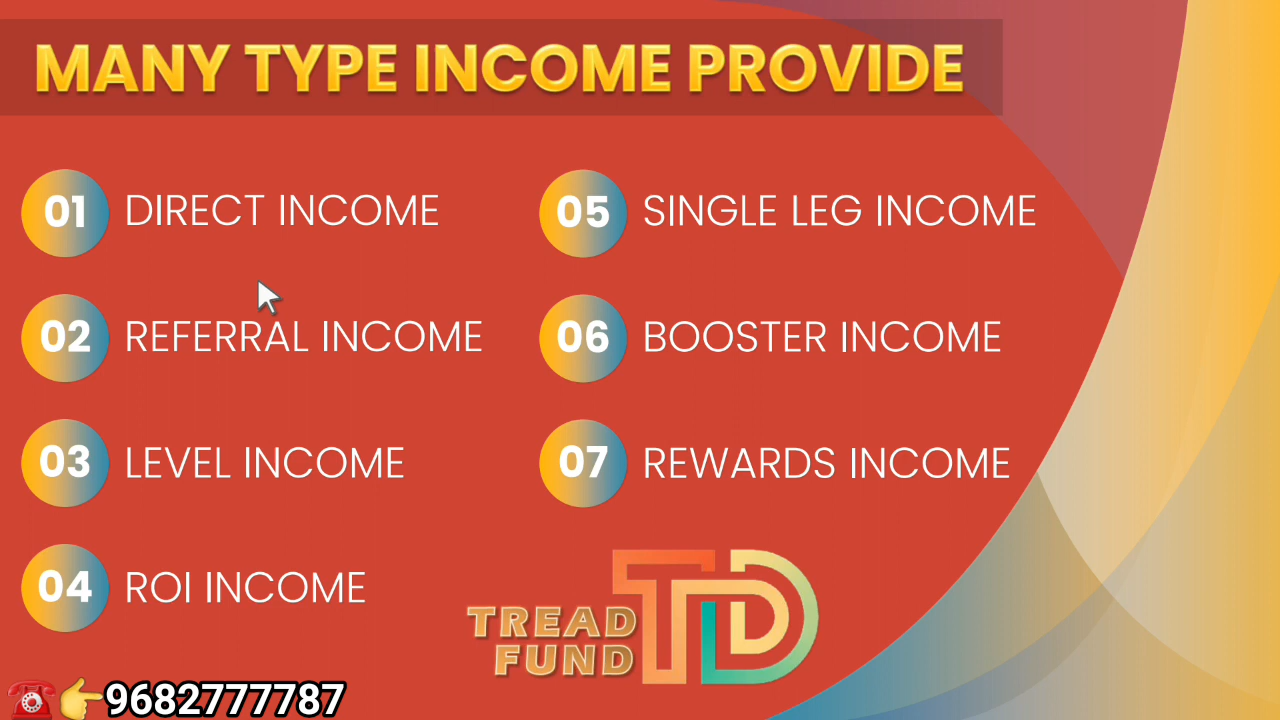 MANY TYPE INCOME PROVIDE
01 DIRECT INCOME
02 REFERRAL INCOME
03 LEVEL INCOME
04 ROI INCOME
05 SINGLE LEG INCOME
06 BOOSTER INCOME
07 REWARDS INCOME
TREAD
FUND
TD
9682777787